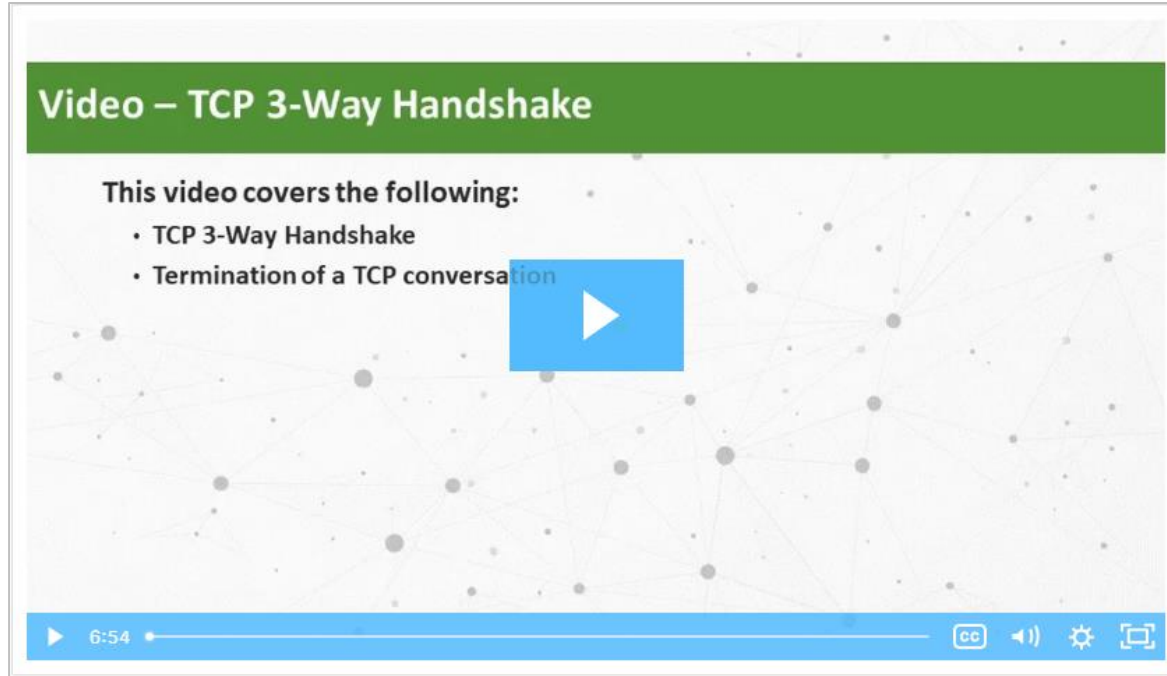 Video – TCP 3-Way Handshake
This video covers the following:
• TCP 3-Way Handshake
• Termination of a TCP conversation
6:54
CC